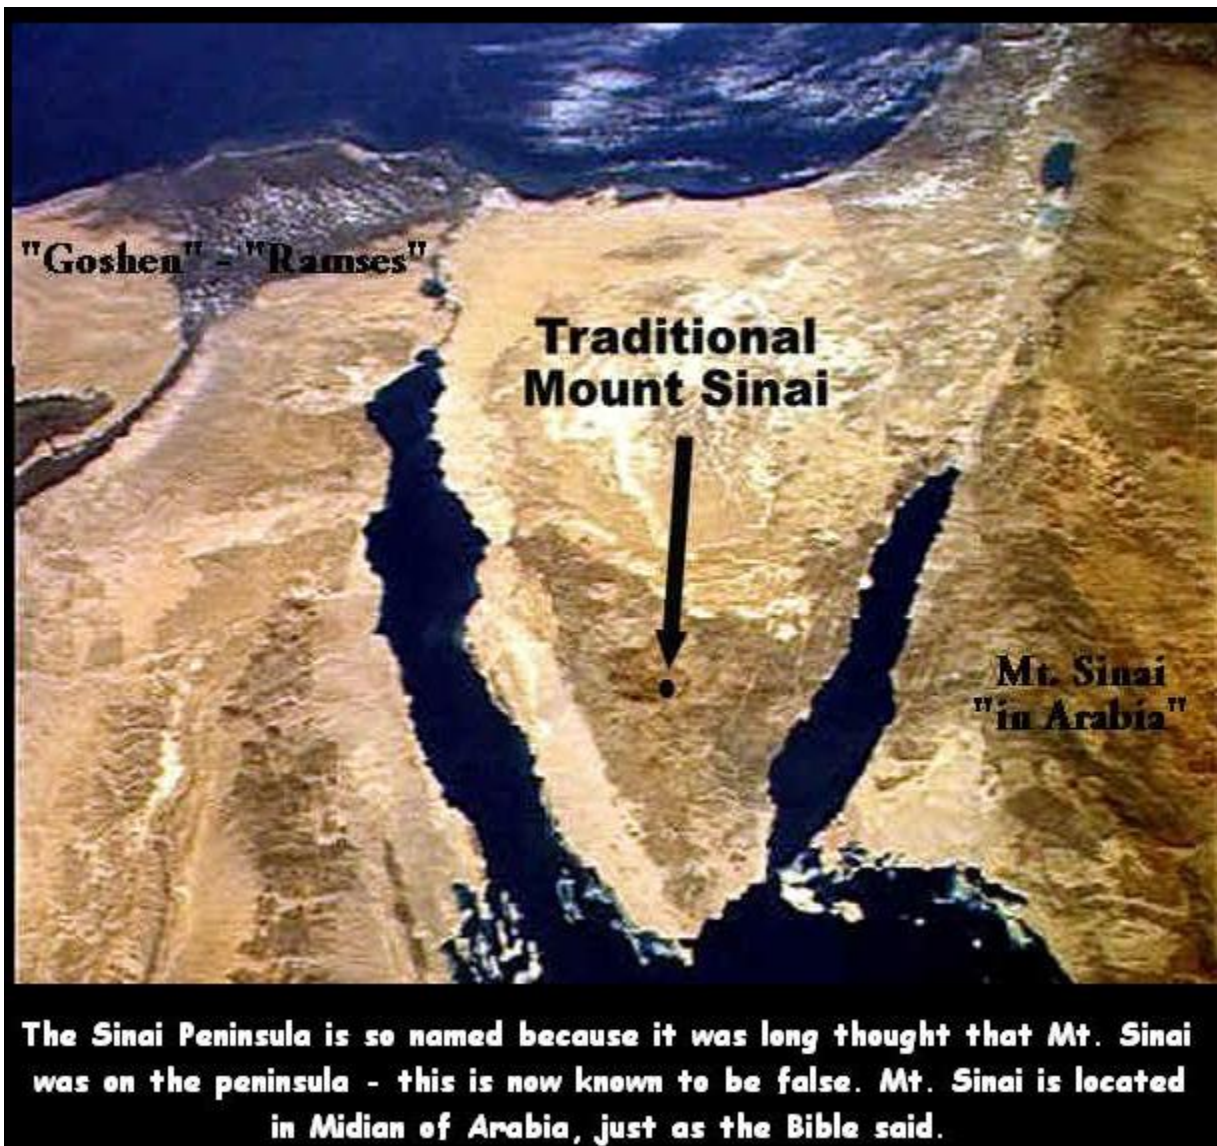 "Goshen" - "Ramses"
Traditional
Mount Sinai
Mt. Sinai
"in Arabia"
The Sinai Peninsula is so named because it was long thought that Mt. Sinai
was on the peninsula - this is now known to be false. Mt. Sinai is located
in Midian of Arabia, just as the Bible said.